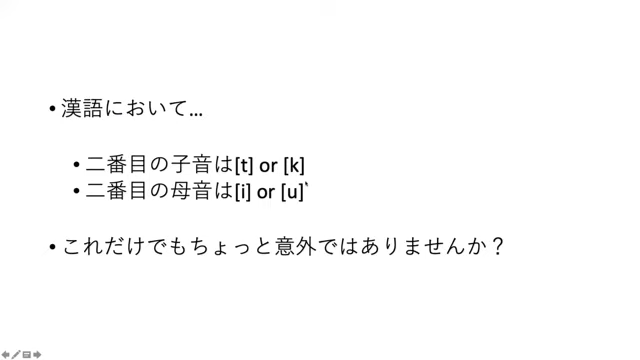 • 漢語において…
• 二番目の子音は[t] or [k]
• 二番目の母音は[i] or [u]
• これだけでもちょっと意外ではありませんか？